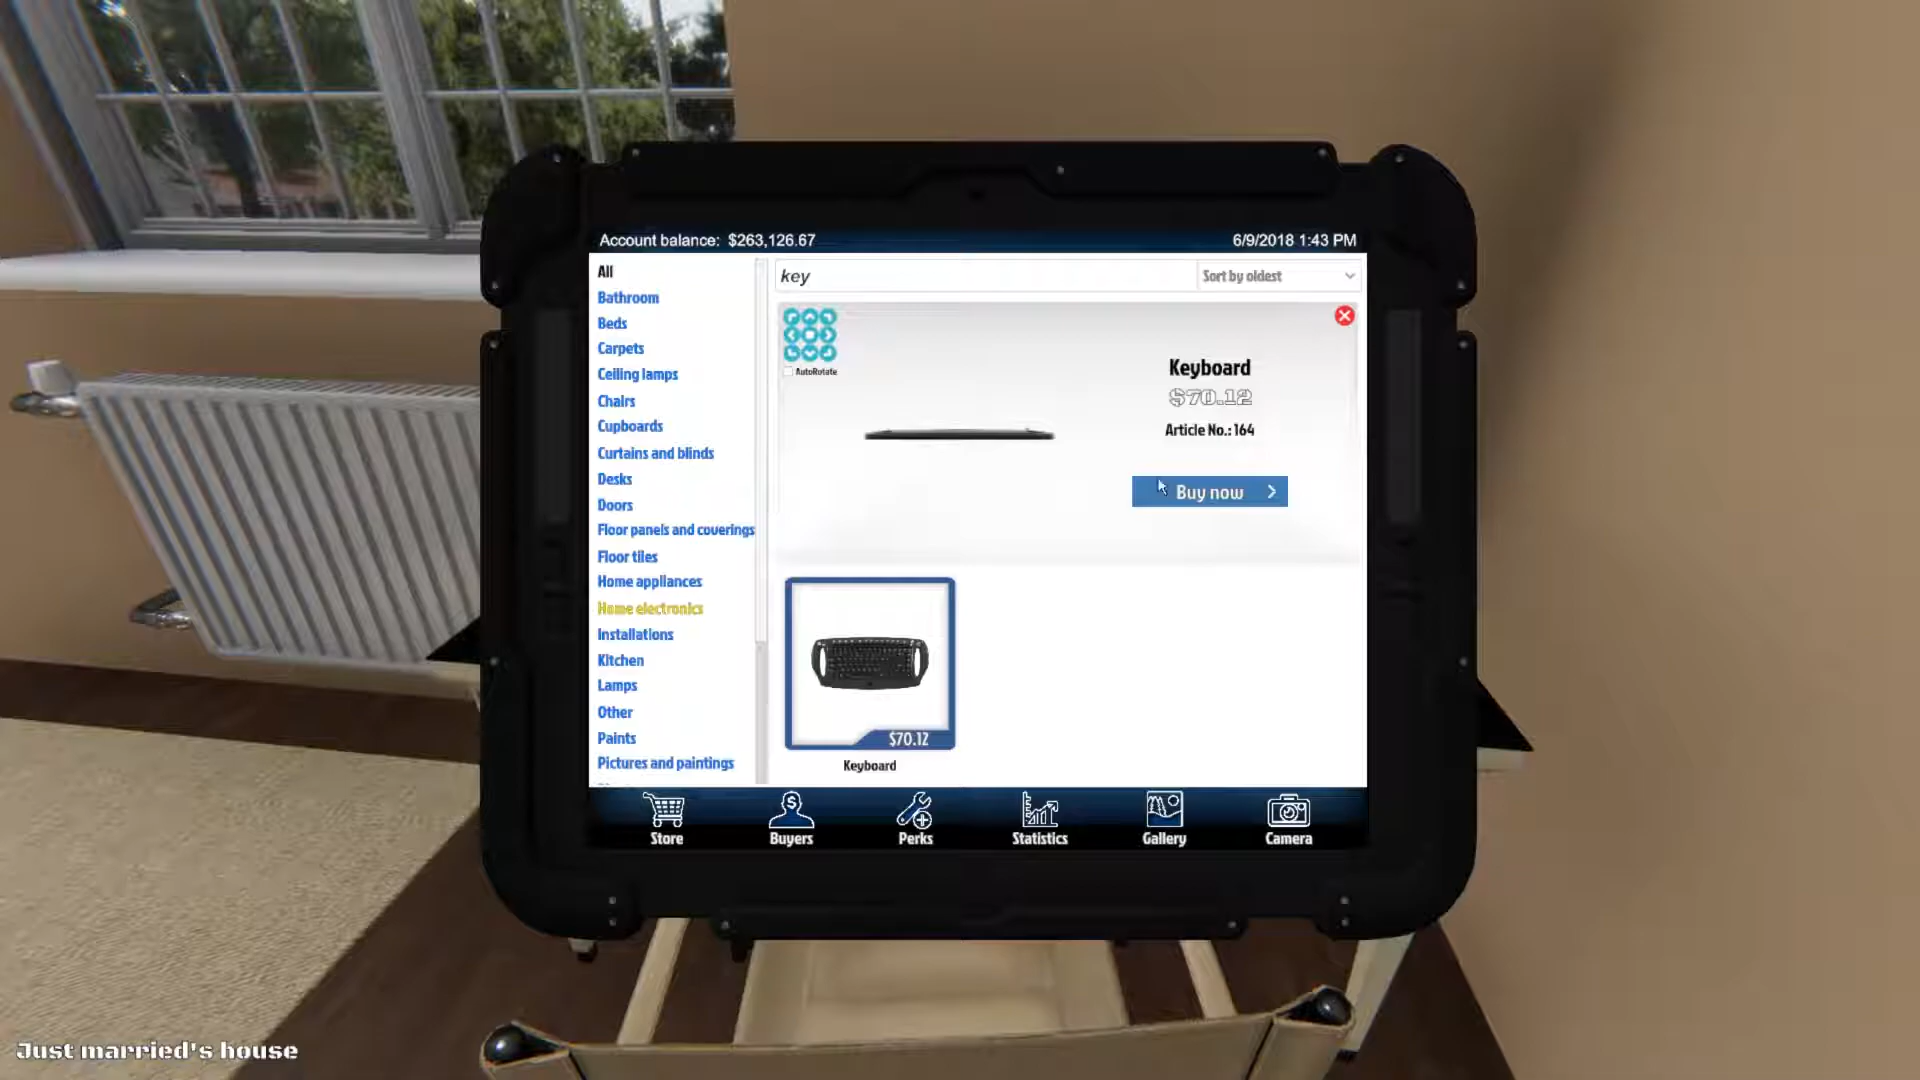 Account balance: $263,126.67
6/9/2018 1:43 PM
All
Bathroom
Beds
Carpets
Ceiling lamps
Chairs
Cupboards
Curtains and blinds
Desks
Doors
Floor panels and coverings
Floor tiles
Home appliances
Home electronics
Installations
Kitchen
Lamps
Other
Paints
Pictures and paintings
key
Sort by oldest
AutoRotate
Keyboard
$70.12
Article No.: 164
Buy now
$70.12
Keyboard
Store
Buyers
Perks
Statistics
Gallery
Camera
Just married's house